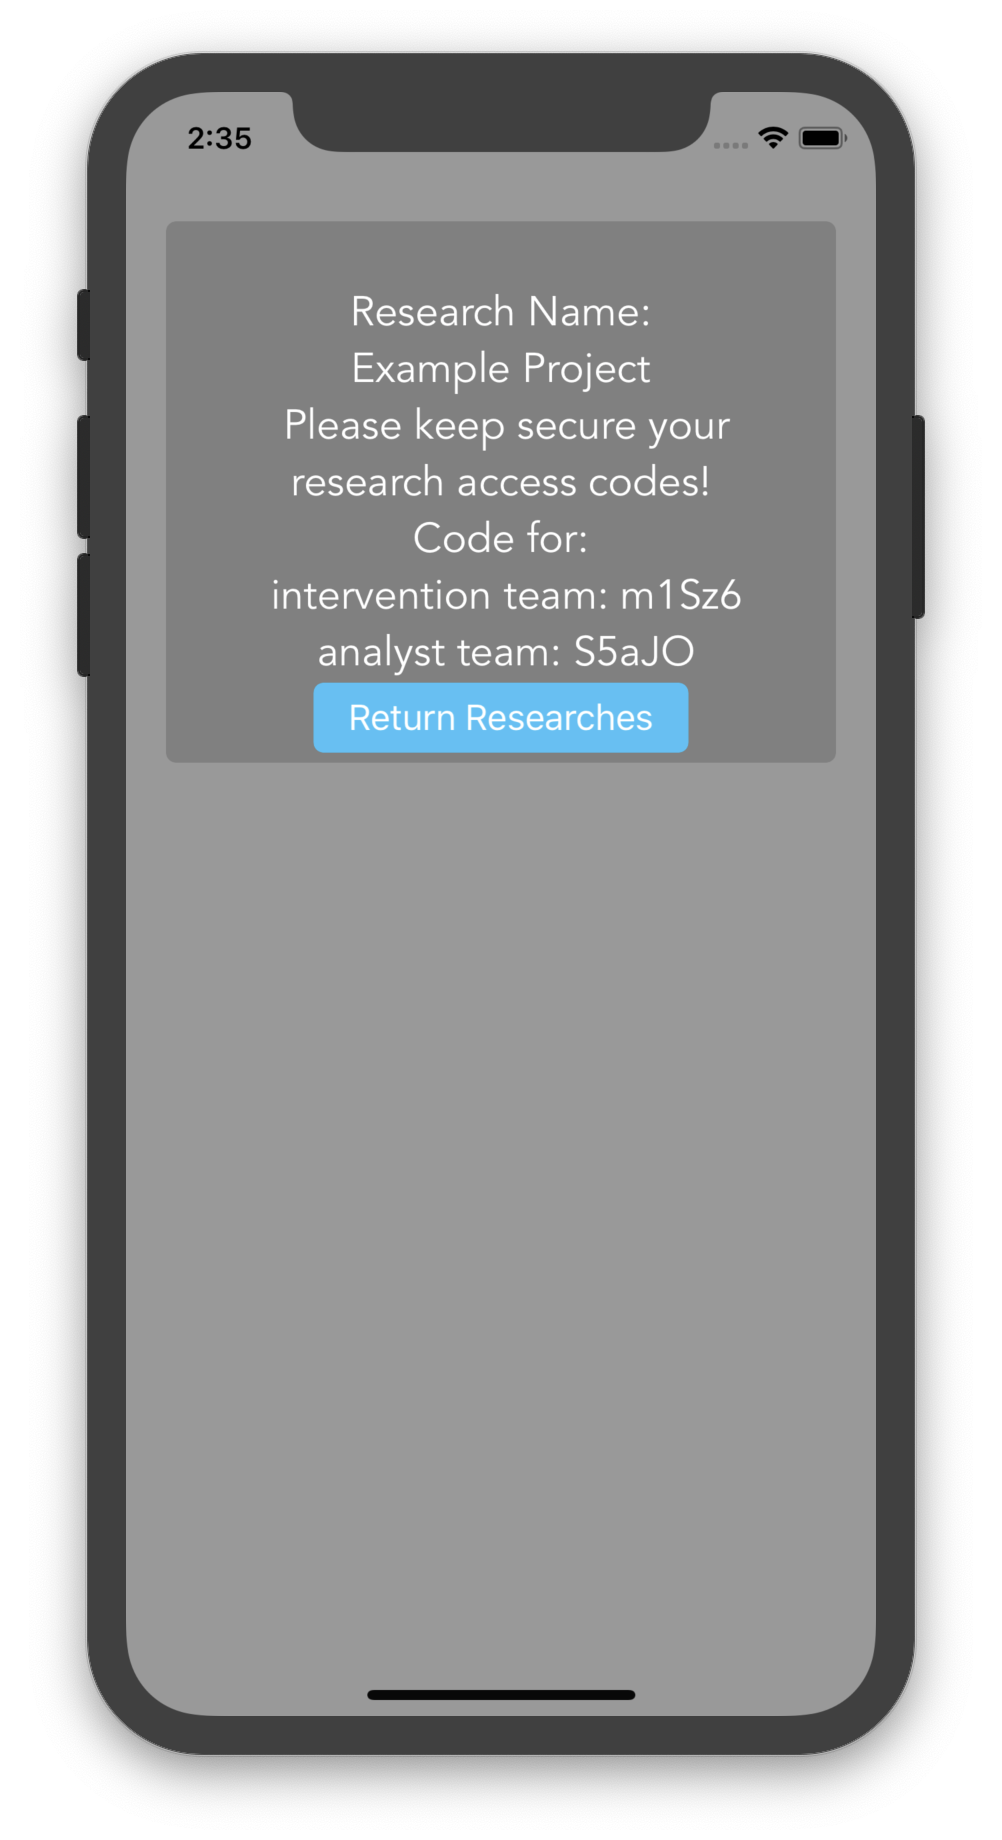 2:35
Research Name:
Example Project
Please keep secure your
research access codes!
Code for:
intervention team: m1Sz6
analyst team: S5aJO
Return Researches